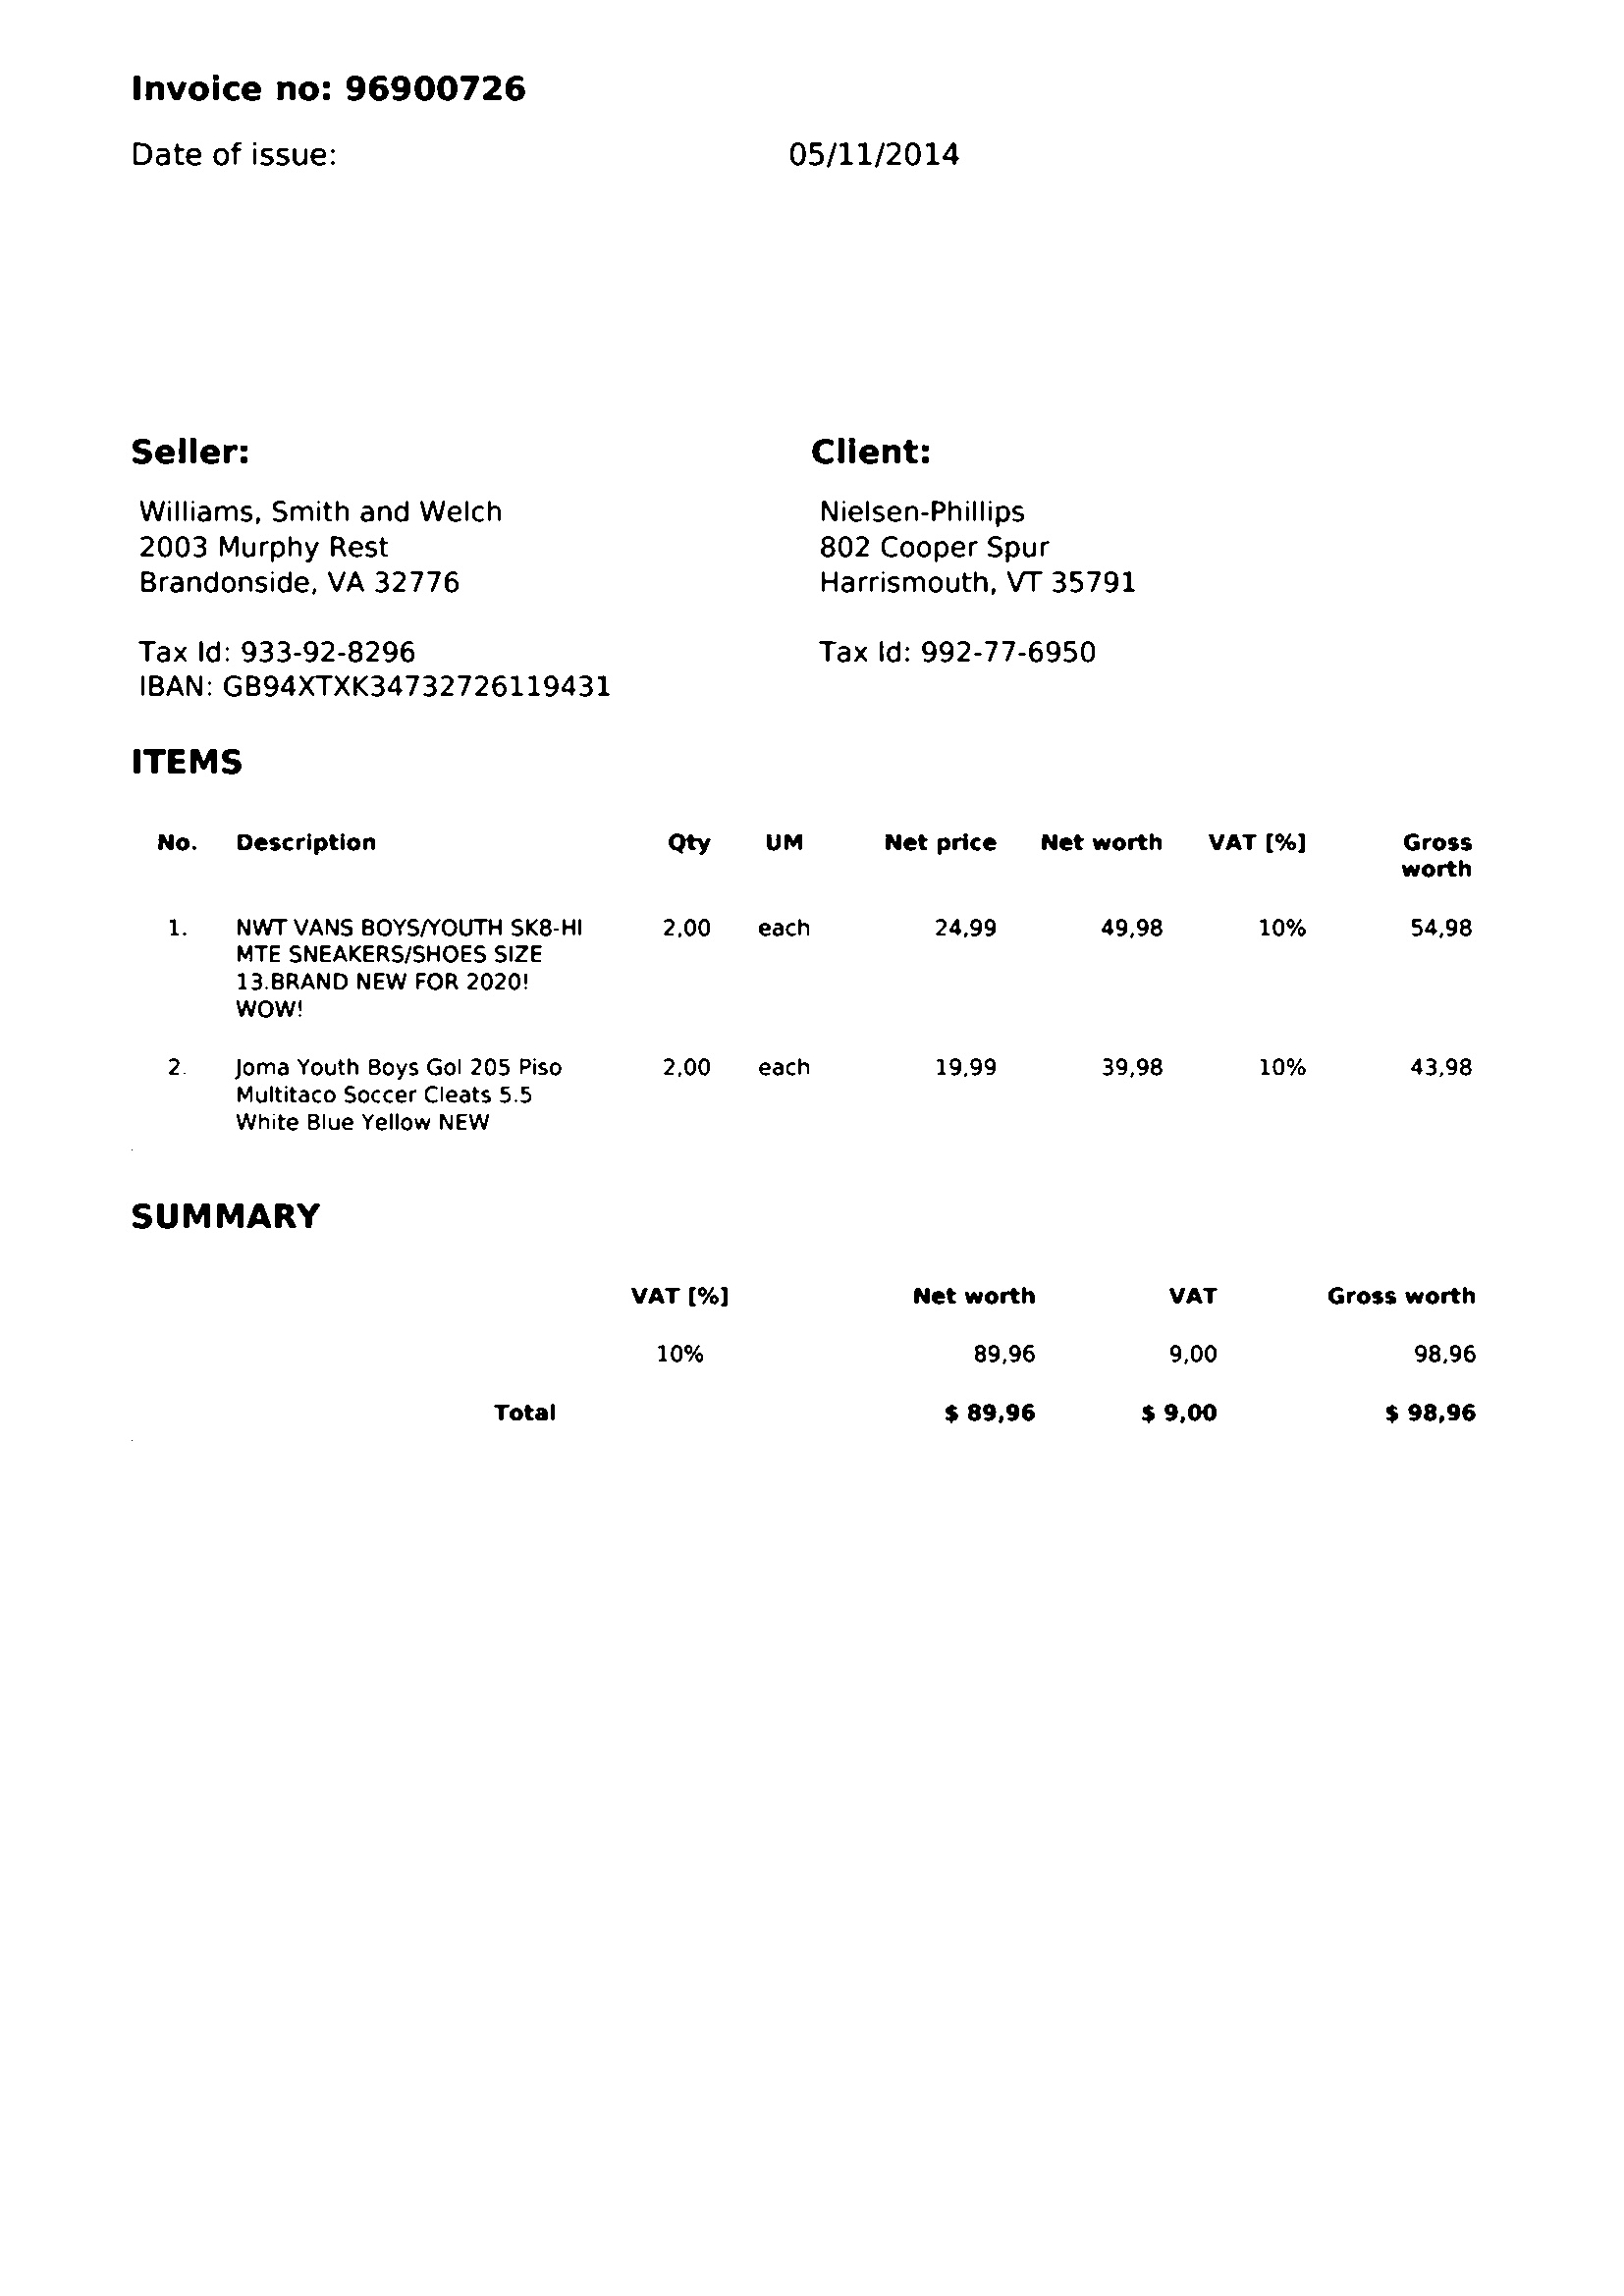 Invoice no: 96900726
Date of issue: 05/11/2014
Seller:
Williams, Smith and Welch
2003 Murphy Rest
Brandonside, VA 32776
Tax Id: 933-92-8296
IBAN: GB94XTXK34732726119431
Client:
Nielsen-Phillips
802 Cooper Spur
Harrismouth, VT 35791
Tax Id: 992-77-6950
ITEMS
No. Description Qty UM Net price Net worth VAT [%] Gross
worth
1. NWT VANS BOYS/YOUTH SK8-HI 2,00 each 24,99 49,98 10% 54,98
MTE SNEAKERS/SHOES SIZE
13.BRAND NEW FOR 2020!
WOW!
2. Joma Youth Boys Gol 205 Piso 2,00 each 19,99 39,98 10% 43,98
Multitaco Soccer Cleats 5.5
White Blue Yellow NEW
SUMMARY
VAT [%] Net worth VAT Gross worth
10% 89,96 9,00 98,96
Total $ 89,96 $ 9,00 $ 98,96